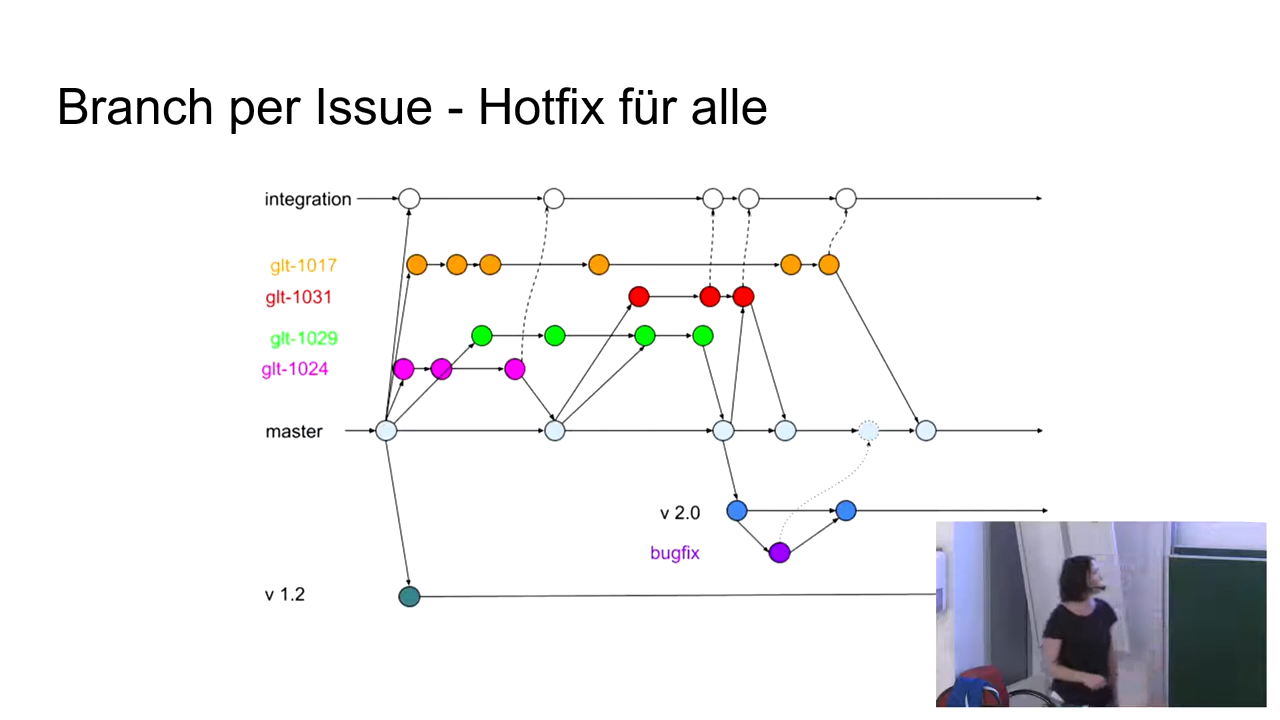 Branch per Issue - Hotfix für alle
integration
glt-1017
glt-1031
glt-1029
glt-1024
master
v 2.0
bugfix
v 1.2